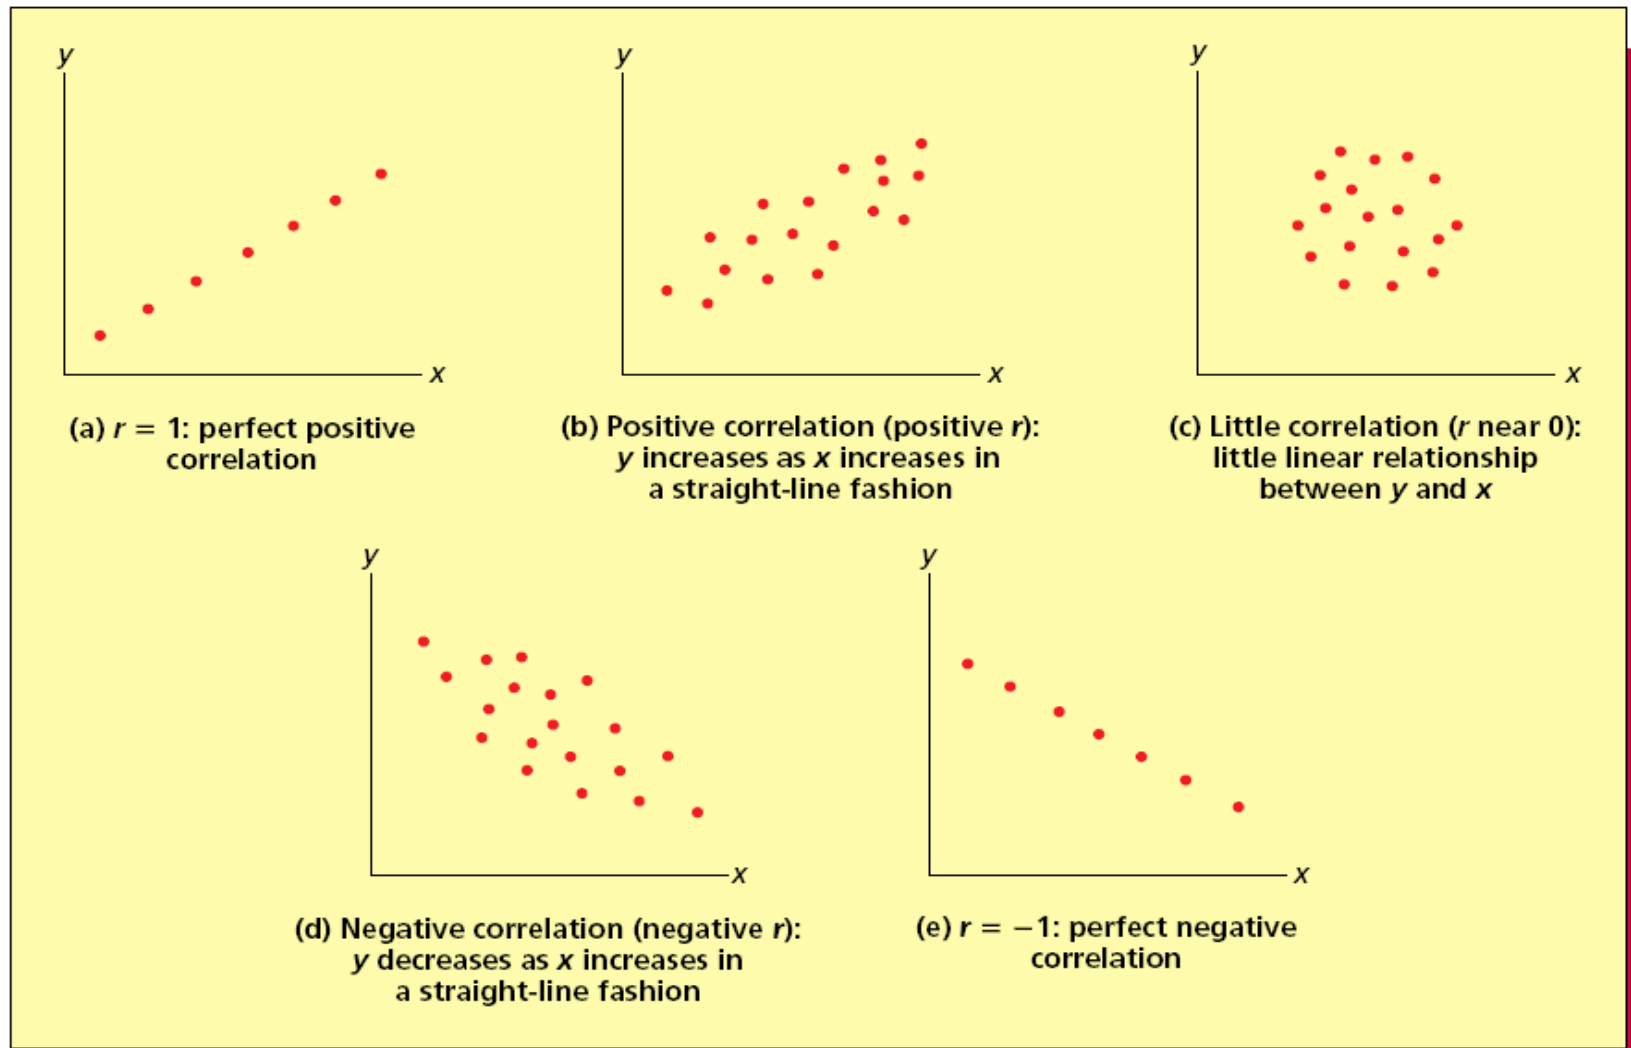 y
x
(a) r = 1: perfect positive
correlation
y
x
(b) Positive correlation (positive r):
y increases as x increases in
a straight-line fashion
y
x
(c) Little correlation (r near 0):
little linear relationship
between y and x
y
x
(d) Negative correlation (negative r):
y decreases as x increases in
a straight-line fashion
y
x
(e) r = −1: perfect negative
correlation